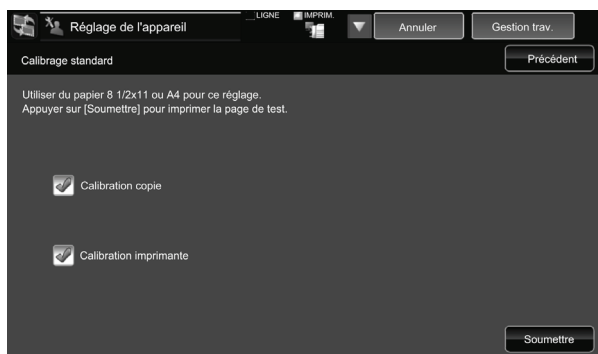 Réglage de l'appareil
LIGNE
IMPRIM.
Annuler
Gestion trav.
Calibrage standard
Précédent
Utiliser du papier 8 1/2x11 ou A4 pour ce réglage.
Appuyer sur [Soumettre] pour imprimer la page de test.
Calibration copie
Calibration imprimante
Soumettre